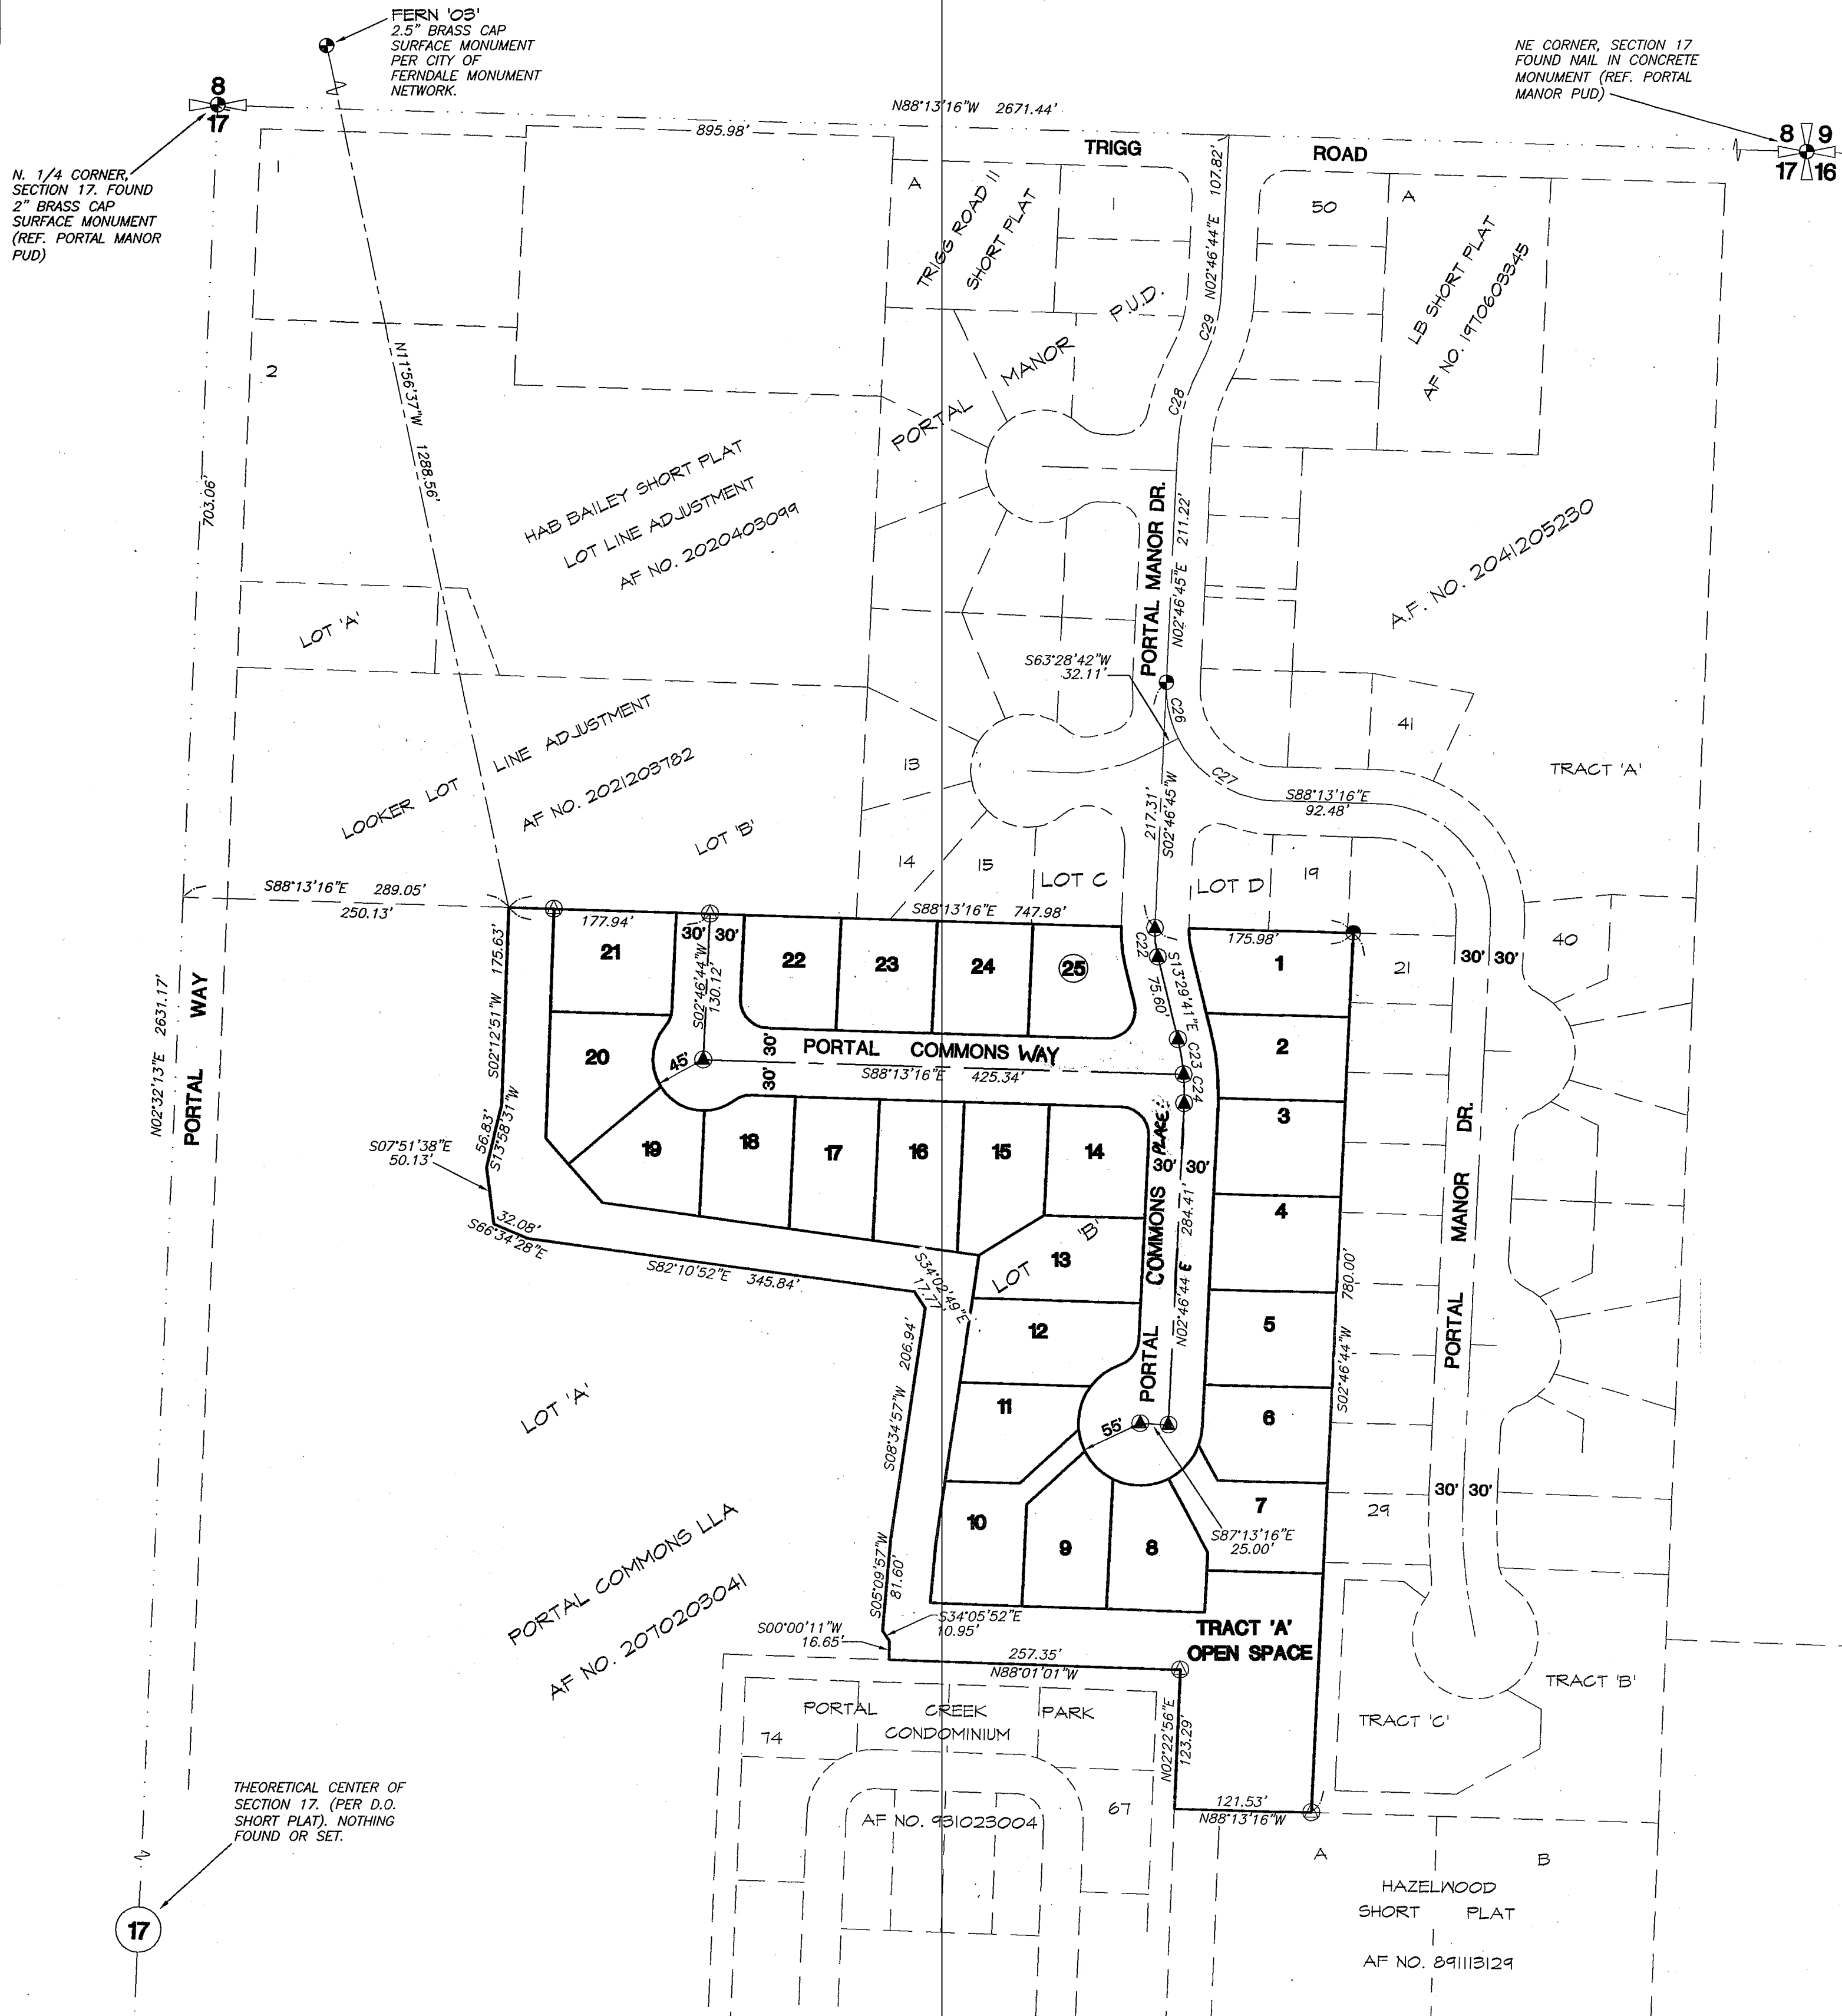 FERN '03'
2.5" BRASS CAP
SURFACE MONUMENT
PER CITY OF
FERNDALE MONUMENT
NETWORK.
NE CORNER, SECTION 17
FOUND NAIL IN CONCRETE
MONUMENT (REF. PORTAL
MANOR PUD)
8
17
8 9
17 16
N. 1/4 CORNER,
SECTION 17. FOUND
2" BRASS CAP
SURFACE MONUMENT
(REF. PORTAL MANOR
PUD)
N88°13'16"W 2671.44'
895.98'
TRIGG ROAD
107.82'
N02°46'44"E
1
A
TRIGG ROAD II
SHORT PLAT
1
50
A
LB SHORT PLAT
AF NO. 1970603345
P.U.D.
MANOR
PORTAL
C29
C28
2
N11°56'37"W 1288.56'
703.06'
HAB BAILEY SHORT PLAT
LOT LINE ADJUSTMENT
AF NO. 2020403099
PORTAL MANOR DR.
N02°46'45"E 211.22'
A.F. NO. 2041205230
LOT 'A'
S63°28'42"W
32.11'
C26
41
LOOKER LOT LINE ADJUSTMENT
AF NO. 2021203782
LOT 'B'
13
C27
S88°13'16"E
92.48'
TRACT 'A'
217.31'
S02°46'45"W
14
15
LOT C
LOT D
19
S88°13'16"E 289.05'
250.13'
S88°13'16"E 747.98'
177.94'
175.98'
21
30' 30'
22
23
24
25
C22
S13°29'41"E
75.60'
1
21
30' 30'
40
S02°12'51"W 175.63'
S02°46'44"W
130.12'
20
45'
30'
30'
PORTAL COMMONS WAY
S88°13'16"E 425.34'
C23
C24
2
N02°32'13"E 2631.17'
PORTAL WAY
56.83'
S13°58'31"W
S07°51'38"E
50.13'
19
18
17
16
15
14
PLACE
30' 30'
3
32.08'
S66°34'28"E
S82°10'52"E 345.84'
S34°02'49"E
17.77'
LOT 'B'
13
PORTAL COMMONS
N02°46'44 E 284.41'
4
780.00'
S02°46'44"W
PORTAL MANOR DR.
12
5
LOT 'A'
S08°34'57"W 206.94'
11
55'
6
10
9
8
7
S87°13'16"E
25.00'
29
30' 30'
PORTAL COMMONS LLA
AF NO. 2070203041
S05°09'57"W
81.60'
S34°05'52"E
10.95'
S00°00'11"W
16.65'
257.35'
N88°01'01"W
TRACT 'A'
OPEN SPACE
TRACT 'B'
TRACT 'C'
PORTAL CREEK PARK
CONDOMINIUM
74
N02°22'56"E
123.29'
THEORETICAL CENTER OF
SECTION 17. (PER D.O.
SHORT PLAT). NOTHING
FOUND OR SET.
AF NO. 931023004
67
121.53'
N88°13'16"W
A
B
17
HAZELWOOD
SHORT PLAT
AF NO. 891113129